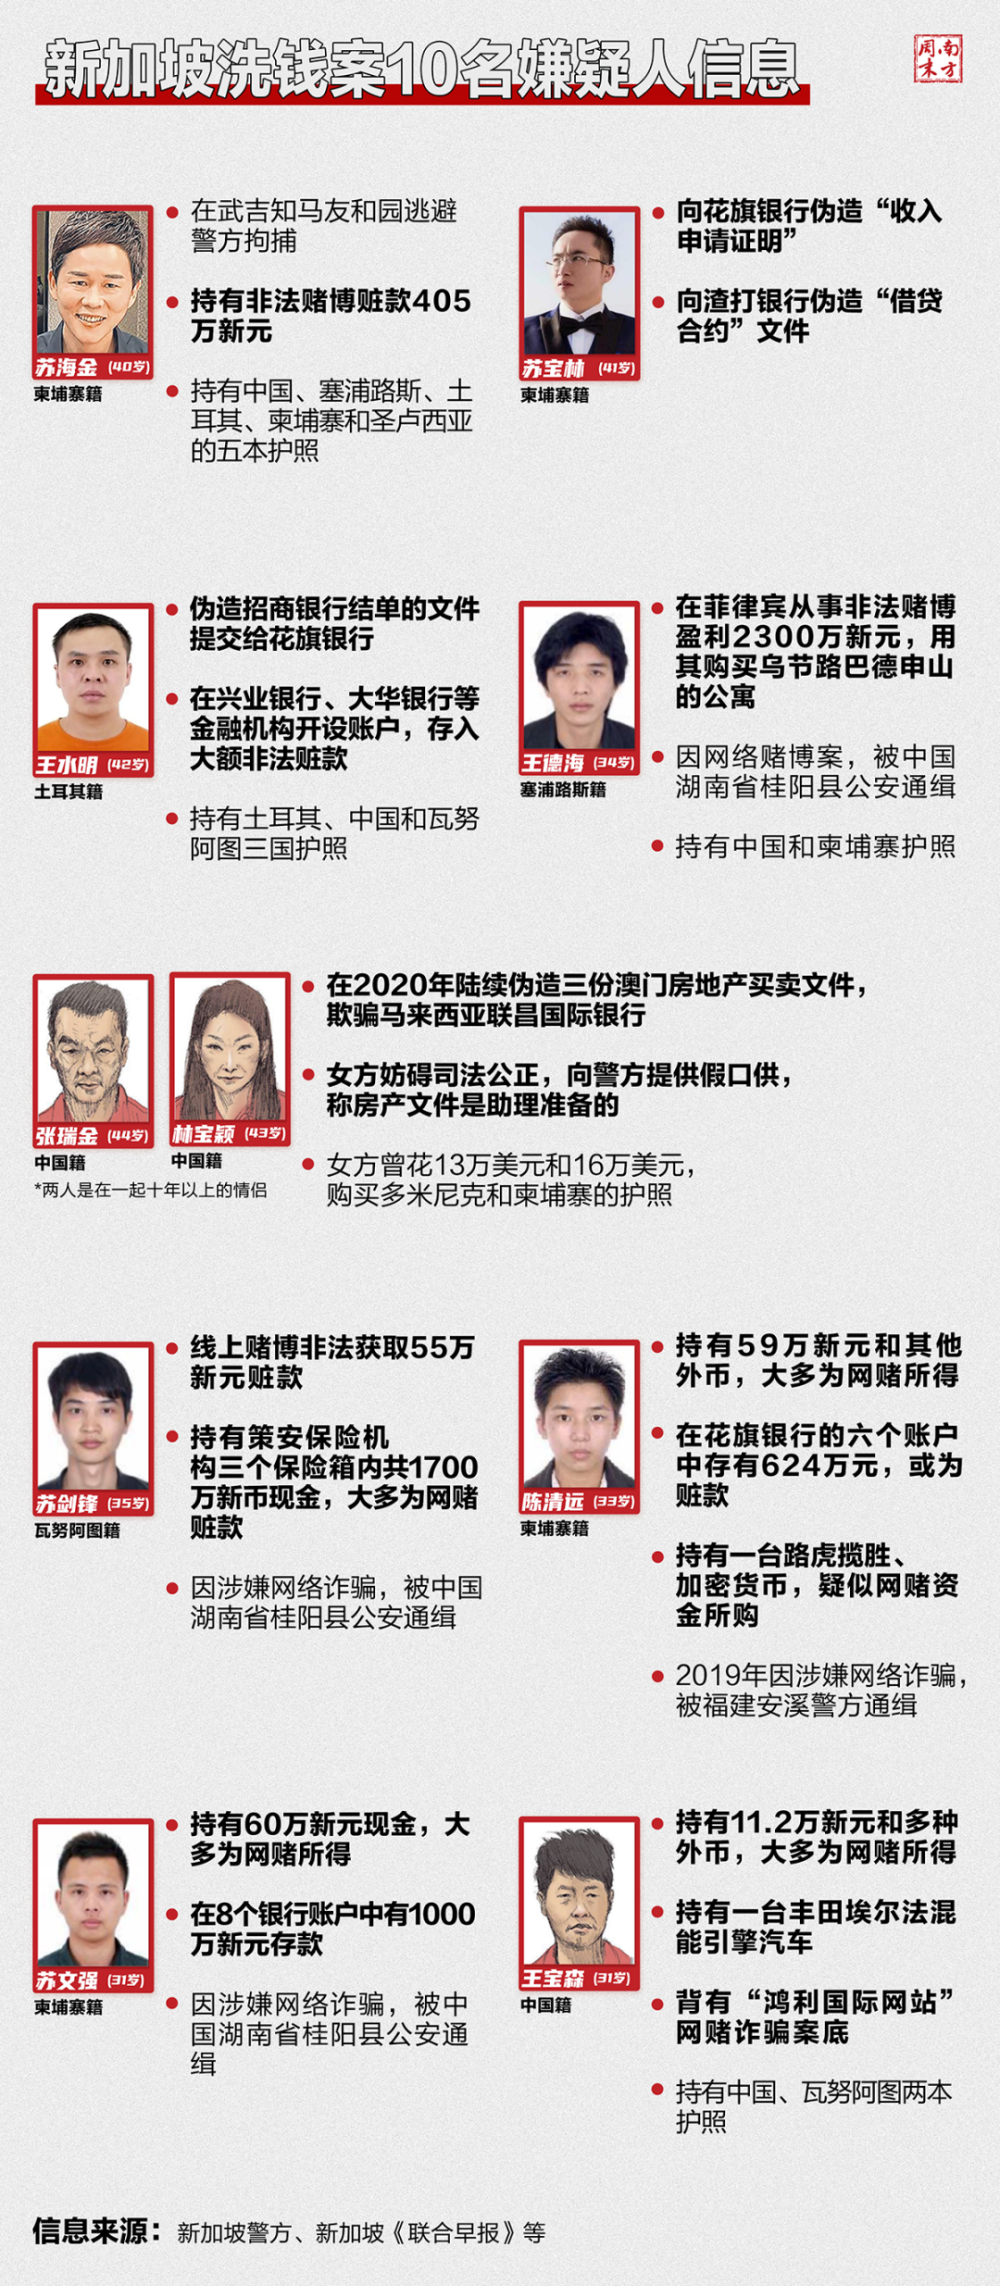 新加坡洗钱案10名嫌疑人信息
南方
周末
在武吉知马友和园逃避
警方拘捕
持有非法赌博赃款405
万新元
持有中国、塞浦路斯、土
耳其、柬埔寨和圣卢西亚
的五本护照
苏海金 (40岁)
柬埔寨籍
向花旗银行伪造“收入
申请证明”
向渣打银行伪造“借贷
合约”文件
苏宝林 (41岁)
柬埔寨籍
伪造招商银行结单的文件
提交给花旗银行
在兴业银行、大华银行等
金融机构开设账户，存入
大额非法赃款
持有土耳其、中国和瓦努
阿图三国护照
王水明 (42岁)
土耳其籍
在菲律宾从事非法赌博
盈利2300万新元，用
其购买乌节路巴德申山
的公寓
因网络赌博案，被中国
湖南省桂阳县公安通缉
持有中国和柬埔寨护照
王德海 (34岁)
塞浦路斯籍
在2020年陆续伪造三份澳门房地产买卖文件，
欺骗马来西亚联昌国际银行
女方妨碍司法公正，向警方提供假口供，
称房产文件是助理准备的
女方曾花13万美元和16万美元，
购买多米尼克和柬埔寨的护照
张瑞金 (44岁)
中国籍
林宝颖 (43岁)
中国籍
*两人是在一起十年以上的情侣
线上赌博非法获取55万
新元赃款
持有策安保险机
构三个保险箱内共1700
万新币现金，大多为网赌
赃款
因涉嫌网络诈骗，被中国
湖南省桂阳县公安通缉
苏剑锋 (35岁)
瓦努阿图籍
持有59万新元和其他
外币，大多为网赌所得
在花旗银行的六个账户
中存有624万元，或为
赃款
持有一台路虎揽胜、
加密货币，疑似网赌资
金所购
2019年因涉嫌网络诈骗，
被福建安溪警方通缉
陈清远 (33岁)
柬埔寨籍
持有60万新元现金，大
多为网赌所得
在8个银行账户中有1000
万新元存款
因涉嫌网络诈骗，被中
国湖南省桂阳县公安通
缉
苏文强 (31岁)
柬埔寨籍
持有11.2万新元和多种
外币，大多为网赌所得
持有一台丰田埃尔法混
能引擎汽车
背有“鸿利国际网站”
网赌诈骗案底
持有中国、瓦努阿图两本
护照
王宝森 (31岁)
中国籍
信息来源：新加坡警方、新加坡《联合早报》等